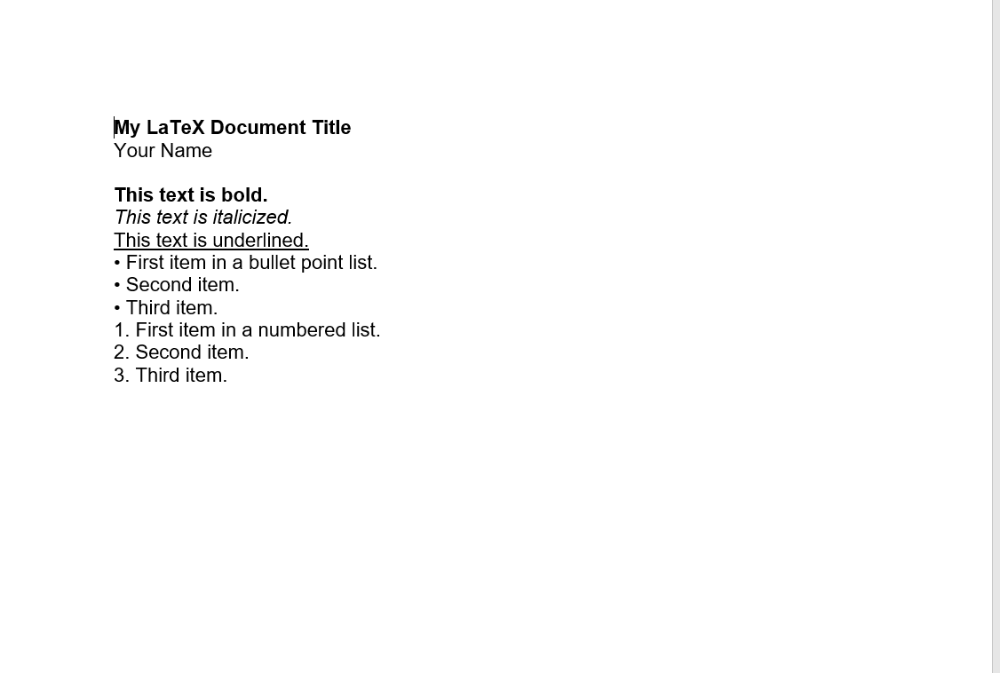 My LaTeX Document Title
Your Name
This text is bold.
This text is italicized.
This text is underlined.
• First item in a bullet point list.
• Second item.
• Third item.
1. First item in a numbered list.
2. Second item.
3. Third item.